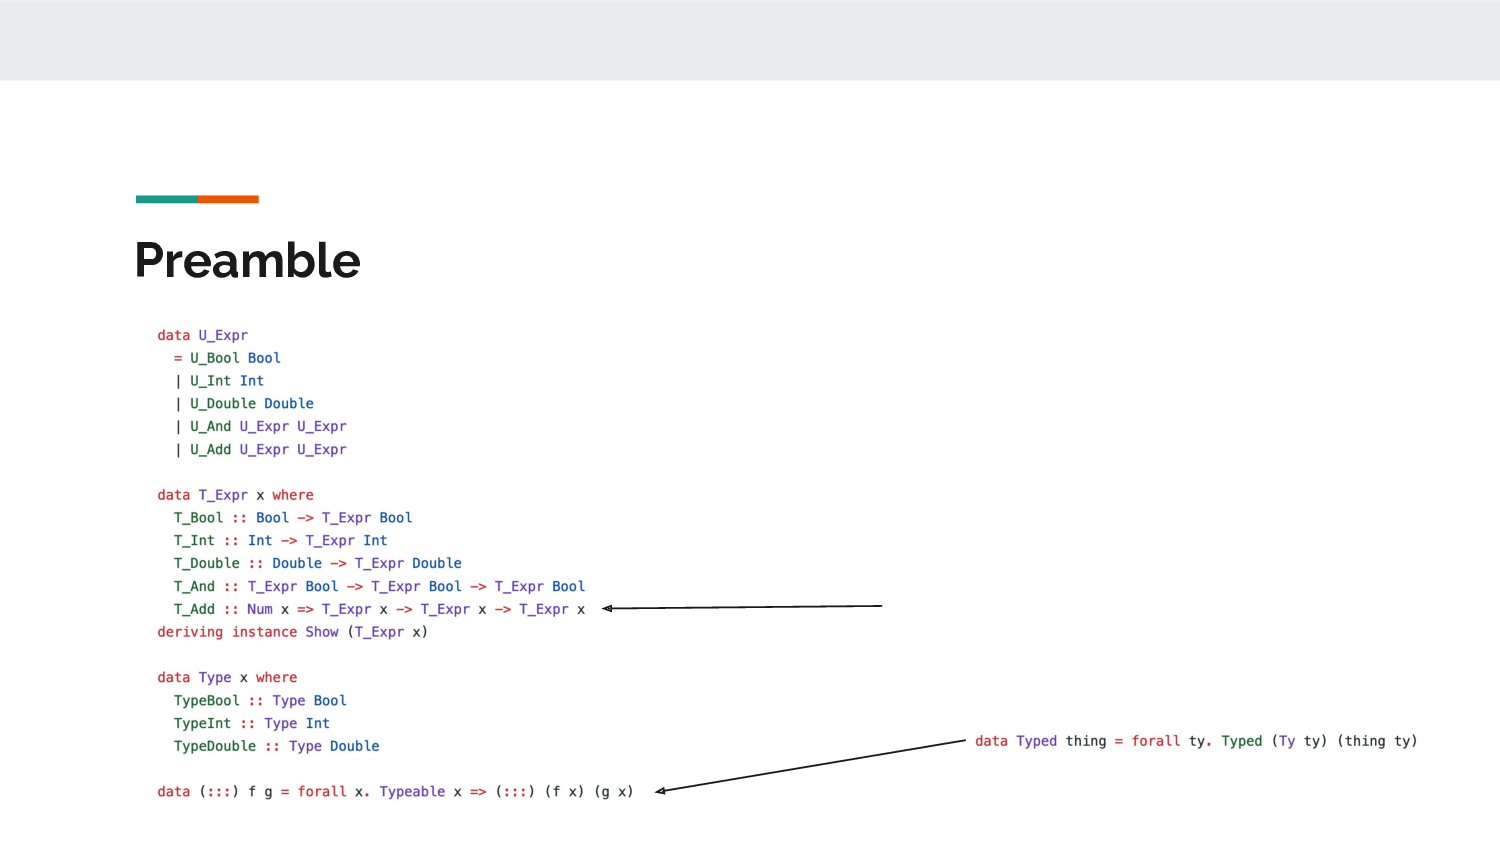 Preamble
data U_Expr
  = U_Bool Bool
  | U_Int Int
  | U_Double Double
  | U_And U_Expr U_Expr
  | U_Add U_Expr U_Expr
data T_Expr x where
  T_Bool :: Bool -> T_Expr Bool
  T_Int :: Int -> T_Expr Int
  T_Double :: Double -> T_Expr Double
  T_And :: T_Expr Bool -> T_Expr Bool -> T_Expr Bool
  T_Add :: Num x => T_Expr x -> T_Expr x -> T_Expr x
deriving instance Show (T_Expr x)
data Type x where
  TypeBool :: Type Bool
  TypeInt :: Type Int
  TypeDouble :: Type Double
data (:::) f g = forall x. Typeable x => (:::) (f x) (g x)
data Typed thing = forall ty. Typed (Ty ty) (thing ty)